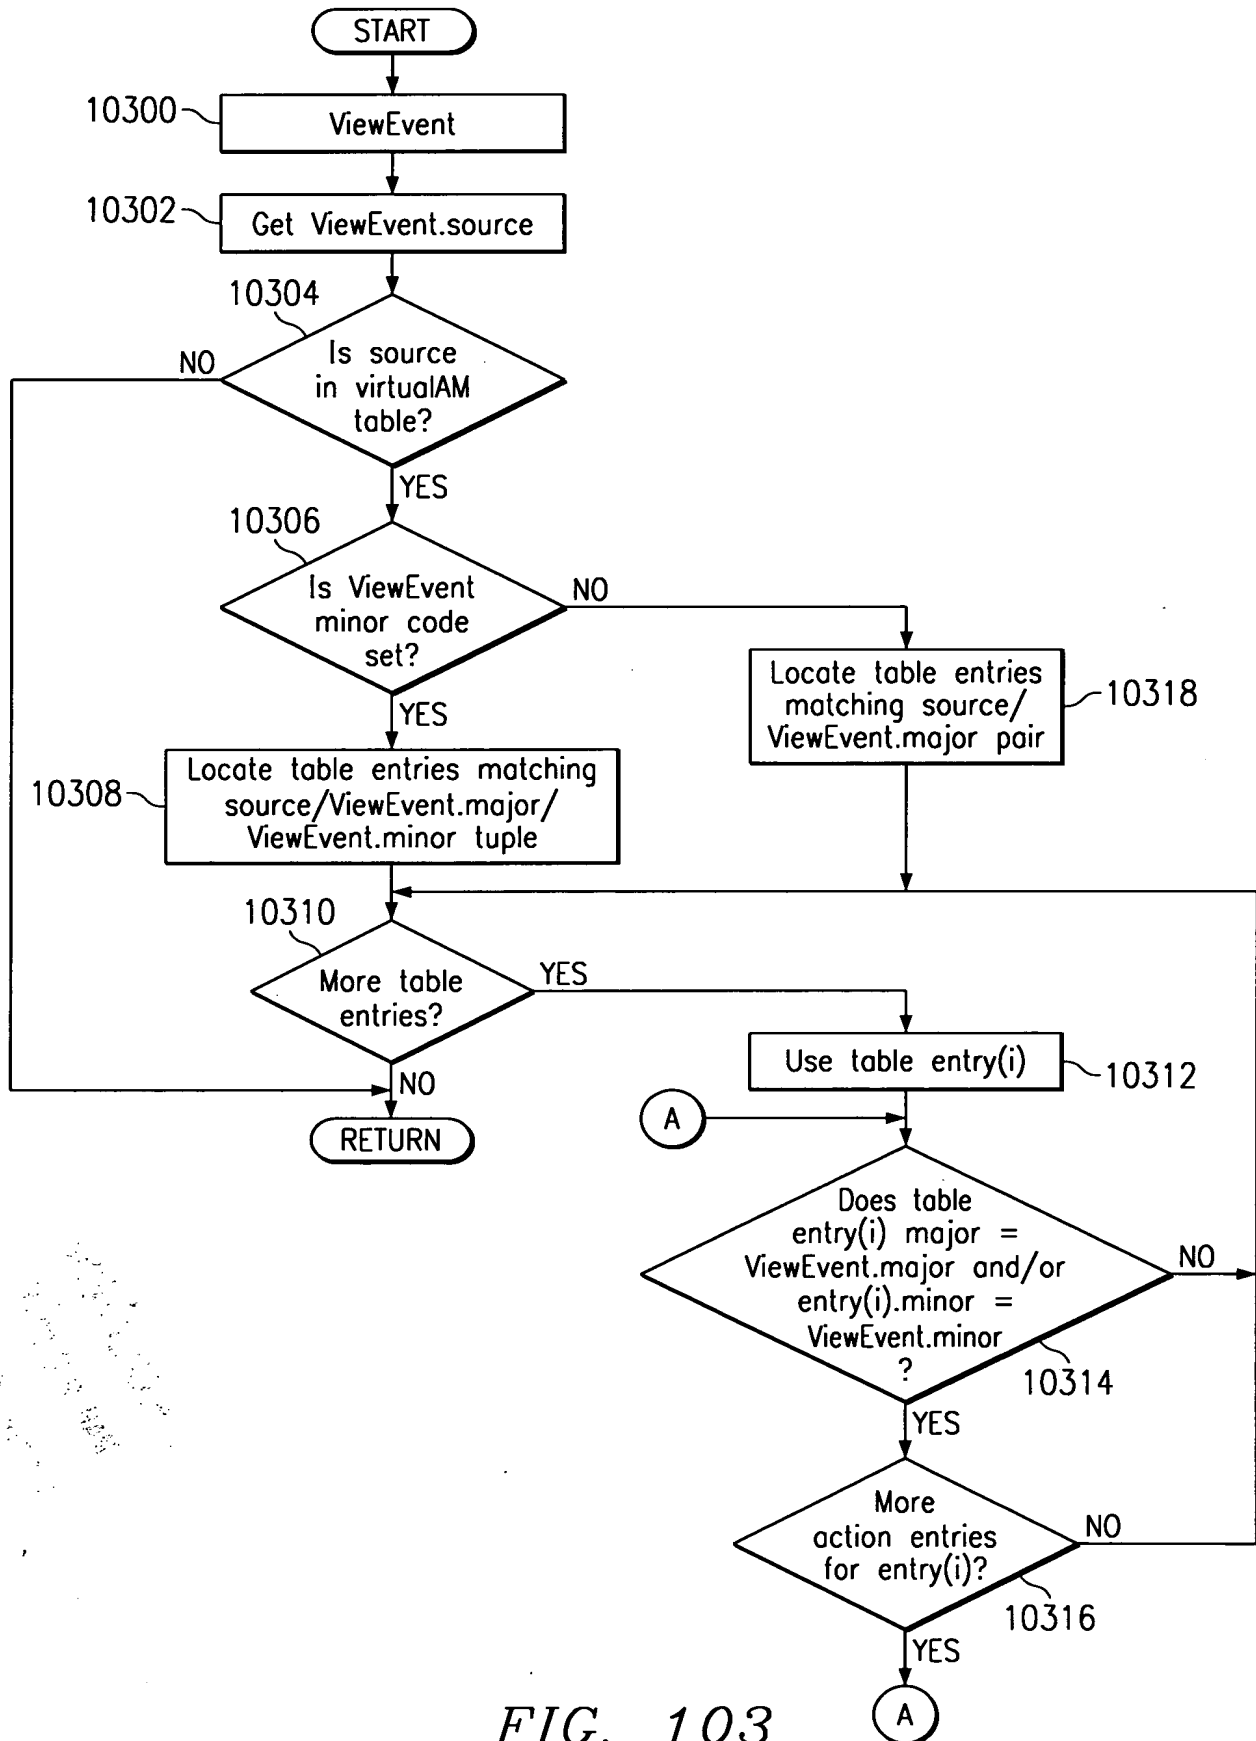 START
10300
ViewEvent
10302
Get ViewEvent.source
10304
Is source
in virtualAM
table?
NO
YES
10306
Is ViewEvent
minor code
set?
NO
YES
Locate table entries
matching source/
ViewEvent.major pair
10318
10308
Locate table entries matching
source/ViewEvent.major/
ViewEvent.minor tuple
10310
More table
entries?
YES
NO
RETURN
Use table entry(i)
10312
A
Does table
entry(i) major =
ViewEvent.major and/or
entry(i).minor =
ViewEvent.minor
?
NO
10314
YES
More
action entries
for entry(i)?
NO
10316
YES
A
FIG. 103